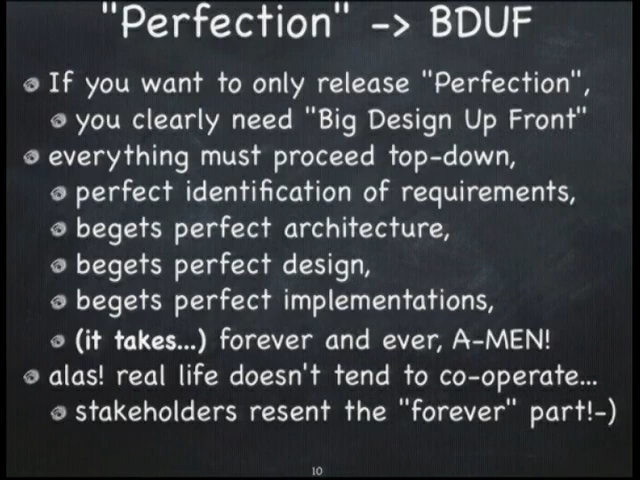 "Perfection" -> BDUF
If you want to only release "Perfection",
you clearly need "Big Design Up Front"
everything must proceed top-down,
perfect identification of requirements,
begets perfect architecture,
begets perfect design,
begets perfect implementations,
(it takes...) forever and ever, A-MEN!
alas! real life doesn't tend to co-operate...
stakeholders resent the "forever" part!-)
10